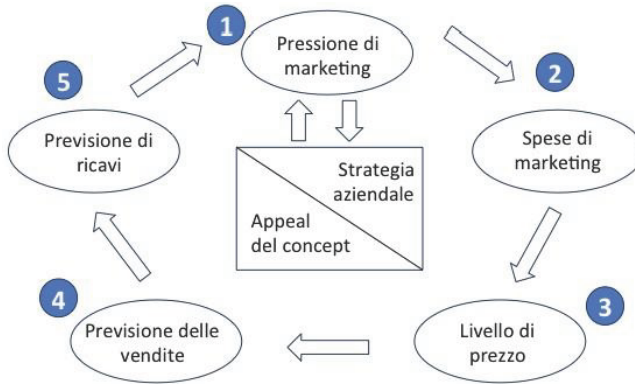 1
Pressione di
marketing
2
Spese di
marketing
3
Livello di
prezzo
4
Previsione delle
vendite
5
Previsione di
ricavi
Strategia
aziendale
Appeal
del concept